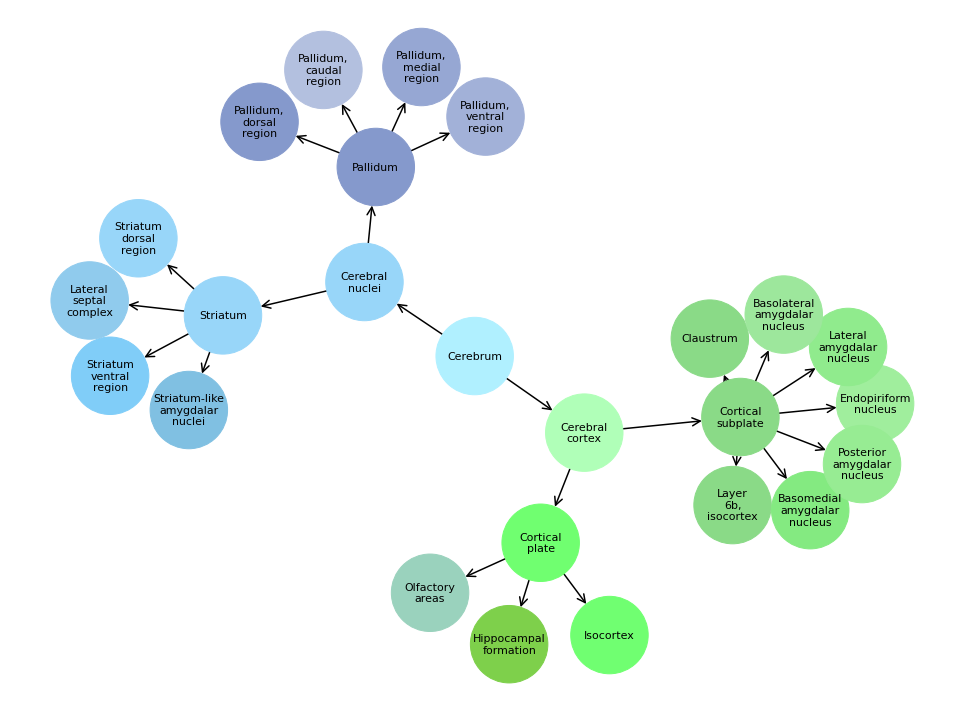 Pallidum,
caudal
region
Pallidum,
medial
region
Pallidum,
dorsal
region
Pallidum,
ventral
region
Pallidum
Striatum
dorsal
region
Cerebral
nuclei
Lateral
septal
complex
Striatum
Basolateral
amygdalar
nucleus
Claustrum
Lateral
amygdalar
nucleus
Cerebrum
Striatum
ventral
region
Striatum-like
amygdalar
nuclei
Endopiriform
nucleus
Cortical
subplate
Cerebral
cortex
Posterior
amygdalar
nucleus
Layer
6b,
isocortex
Basomedial
amygdalar
nucleus
Cortical
plate
Olfactory
areas
Isocortex
Hippocampal
formation